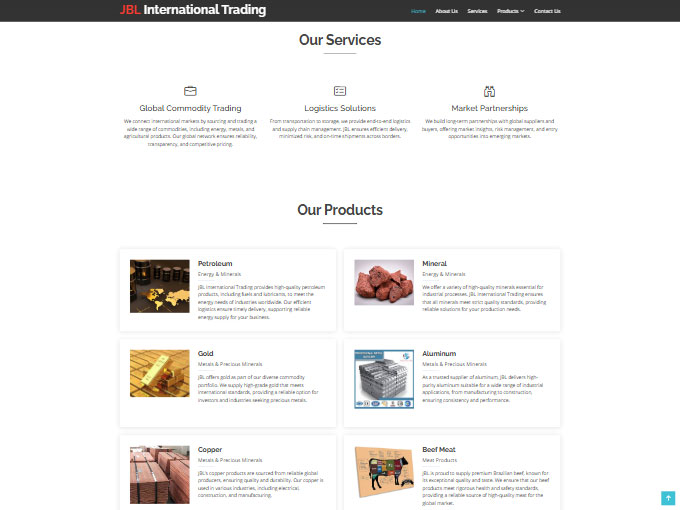 JBL International Trading
Home About Us Services Products Contact Us
Our Services
Global Commodity Trading
We connect international markets by sourcing and trading a
wide range of commodities, including energy, metals, and
agricultural products. Our global network ensures reliability,
transparency, and competitive pricing.
Logistics Solutions
From transportation to storage, we provide end-to-end logistics
and supply chain management. JBL ensures efficient delivery,
minimized risk, and on-time shipments across borders.
Market Partnerships
We build long-term partnerships with global suppliers and
buyers, offering market insights, risk management, and entry
opportunities into emerging markets.
Our Products
Petroleum
Energy & Minerals
JBL International Trading provides high-quality petroleum
products, including fuels and lubricants, to meet the
energy needs of industries worldwide. Our efficient
logistics ensure timely delivery, supporting reliable
energy supply for your business.
Mineral
Energy & Minerals
We offer a variety of high-quality minerals essential for
industrial processes. JBL International Trading ensures
that all minerals meet strict quality standards, providing
reliable solutions for your production needs.
Gold
Metals & Precious Minerals
JBL offers gold as part of our diverse commodity
portfolio. We supply high-grade gold that meets
international standards, providing a reliable option for
investors and industries seeking precious metals.
Aluminum
Metals & Precious Minerals
As a trusted supplier of aluminum, JBL delivers high-
purity aluminum suitable for a wide range of industrial
applications, from manufacturing to construction,
ensuring consistency and performance.
Copper
Metals & Precious Minerals
JBL's copper products are sourced from reliable global
producers, ensuring quality and durability. Our copper is
used in various industries, including electrical,
construction, and manufacturing.
Beef Meat
Meat Products
JBL is proud to supply premium Brazilian beef, known for
its exceptional quality and taste. We ensure that our beef
products meet rigorous health and safety standards,
providing a reliable source of high-quality meat for the
global market.